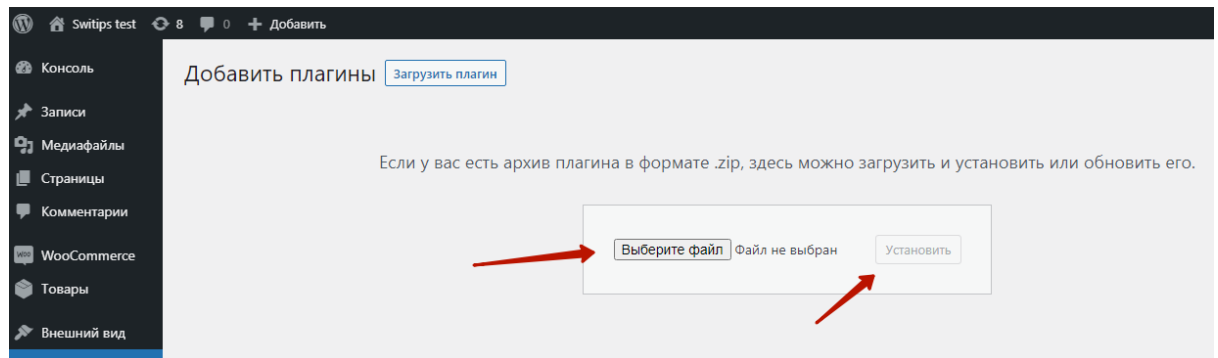 Switips test 8 0 Добавить
Консоль
Добавить плагины Загрузить плагин
Записи
Медиафайлы
Если у вас есть архив плагина в формате .zip, здесь можно загрузить и установить или обновить его.
Страницы
Комментарии
Выберите файл Файл не выбран Установить
WOO WooCommerce
Товары
Внешний вид